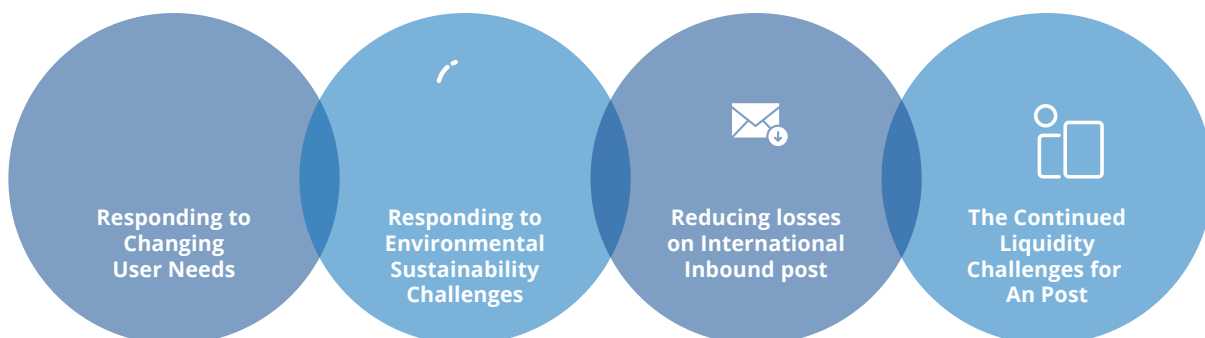 Responding to
Changing
User Needs
Responding to
Environmental
Sustainability
Challenges
Reducing losses
on International
Inbound post
The Continued
Liquidity
Challenges for
An Post